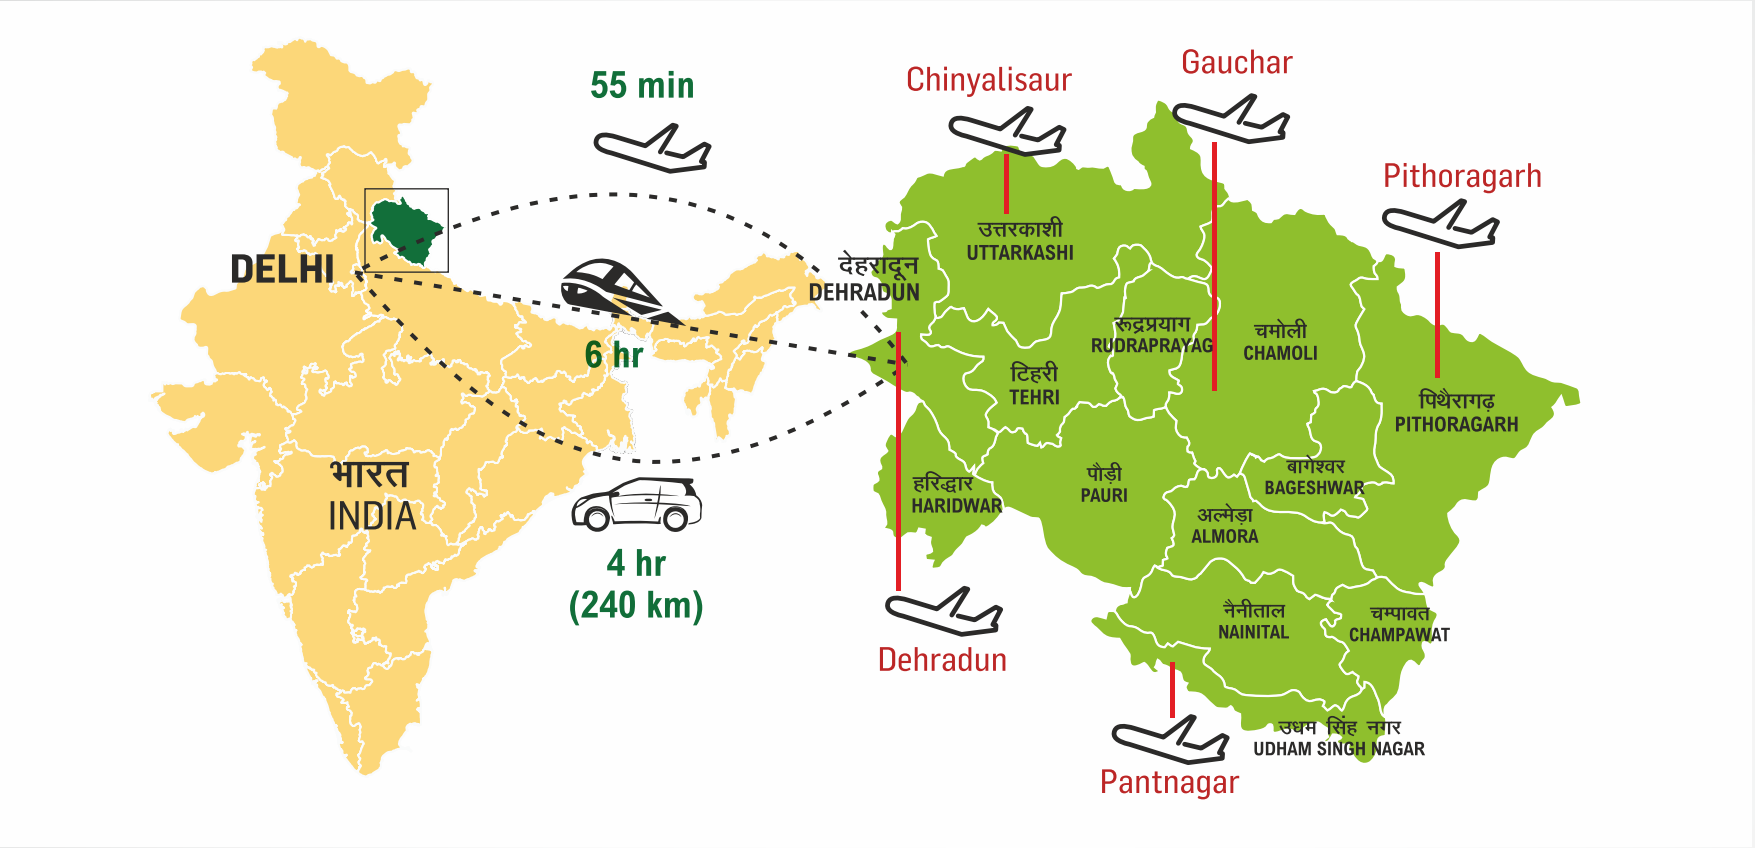 55 min
DELHI
6 hr
भारत
INDIA
4 hr
(240 km)
Chinyalisaur
Gauchar
Pithoragarh
उत्तरकाशी
UTTARKASHI
देहरादून
DEHRADUN
रूद्रप्रयाग
RUDRAPRAYAG
चमोली
CHAMOLI
टिहरी
TEHRI
पिथैरागढ़
PITHORAGARH
हरिद्धार
HARIDWAR
पौड़ी
PAURI
बागेश्वर
BAGESHWAR
अल्मेड़ा
ALMORA
नैनीताल
NAINITAL
चम्पावत
CHAMPAWAT
Dehradun
उधम सिंह नगर
UDHAM SINGH NAGAR
Pantnagar